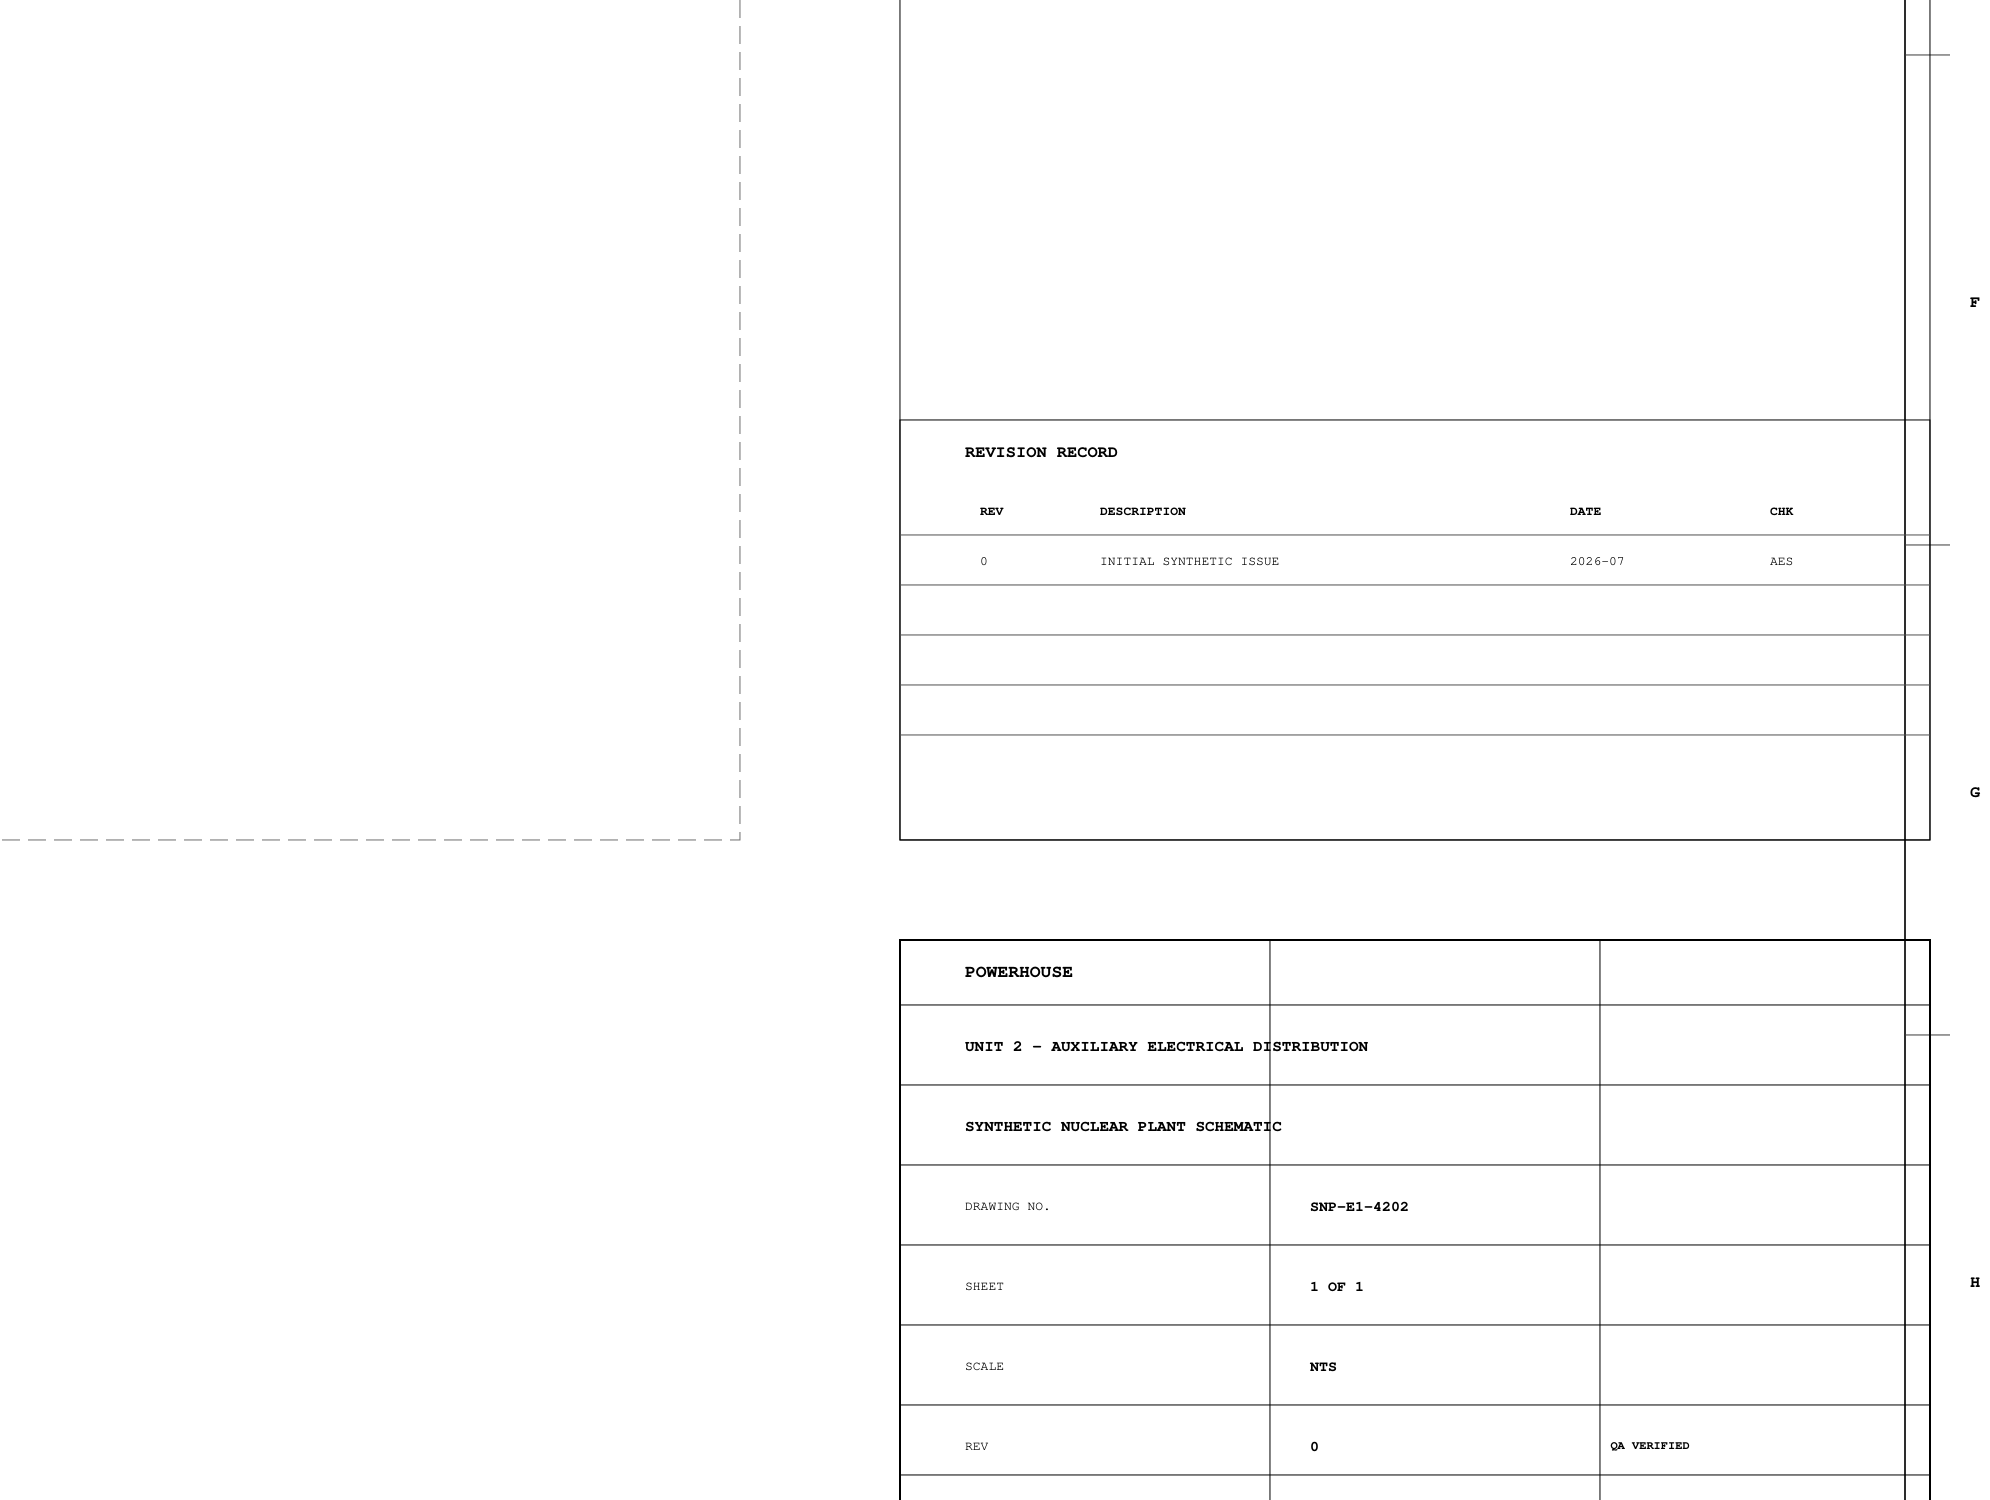 F
REVISION RECORD
REV DESCRIPTION DATE CHK
0 INITIAL SYNTHETIC ISSUE 2026-07 AES
G
POWERHOUSE
UNIT 2 - AUXILIARY ELECTRICAL DISTRIBUTION
SYNTHETIC NUCLEAR PLANT SCHEMATIC
DRAWING NO. SNP-E1-4202
SHEET 1 OF 1
H
SCALE NTS
REV 0 QA VERIFIED